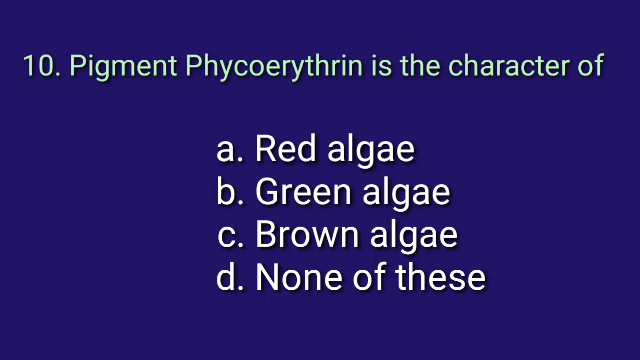 10. Pigment Phycoerythrin is the character of
a. Red algae
b. Green algae
c. Brown algae
d. None of these